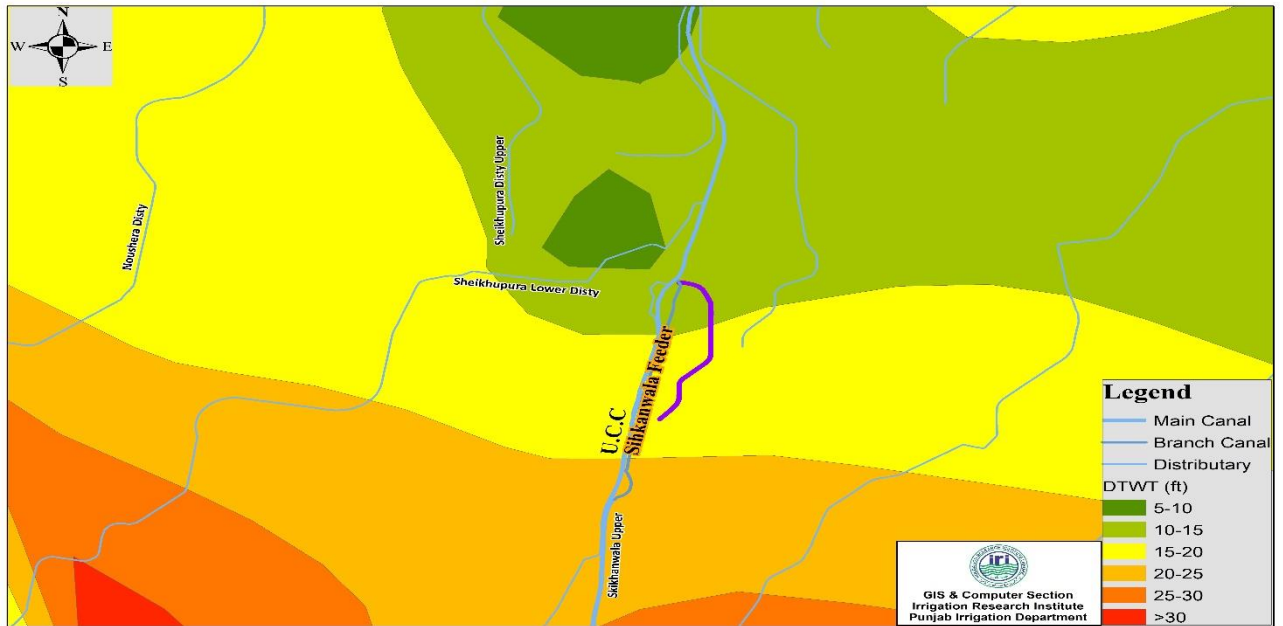 N
W E
S
Noushera Disty
Sheikhupura Disty Upper
Sheikhupura Lower Disty
U.C.C
Sihkanwala Feeder
Skikhanwala Upper
Legend
Main Canal
Branch Canal
Distributary
DTWT (ft)
5-10
10-15
15-20
20-25
25-30
>30
iri
GIS & Computer Section
Irrigation Research Institute
Punjab Irrigation Department